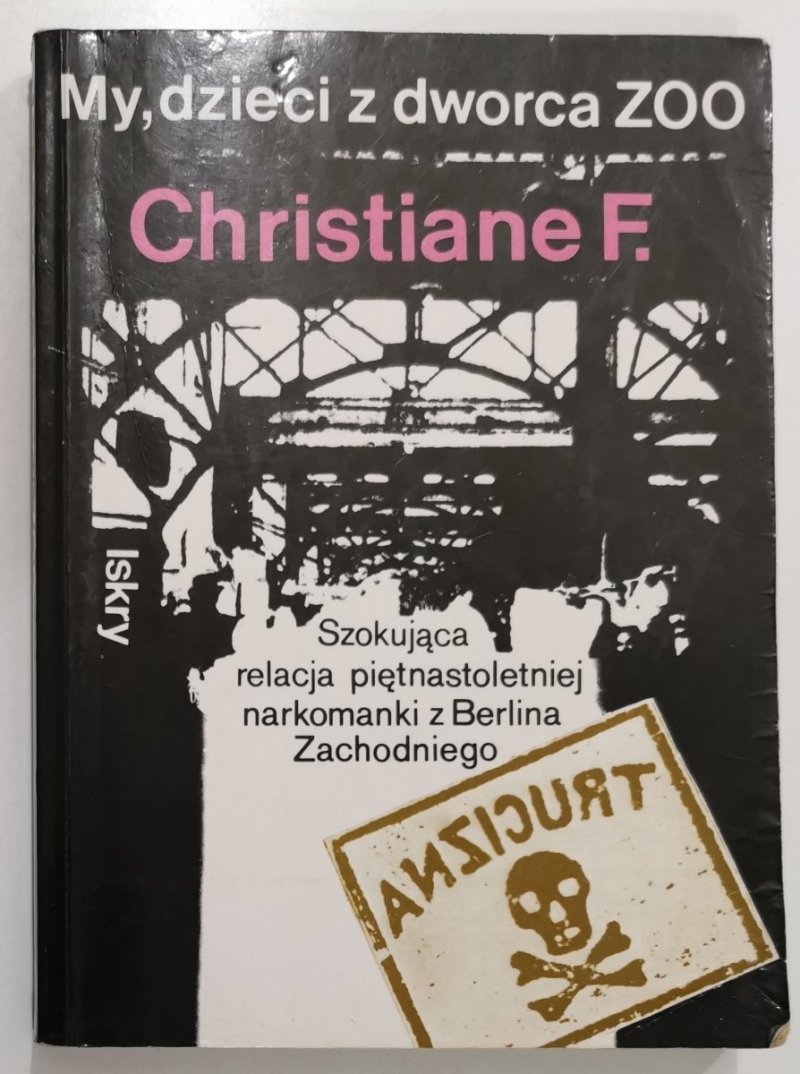 My, dzieci z dworca ZOO
Christiane F.
Iskry
Szokująca
relacja piętnastoletniej
narkomanki z Berlina
Zachodniego
TRUCIZNA